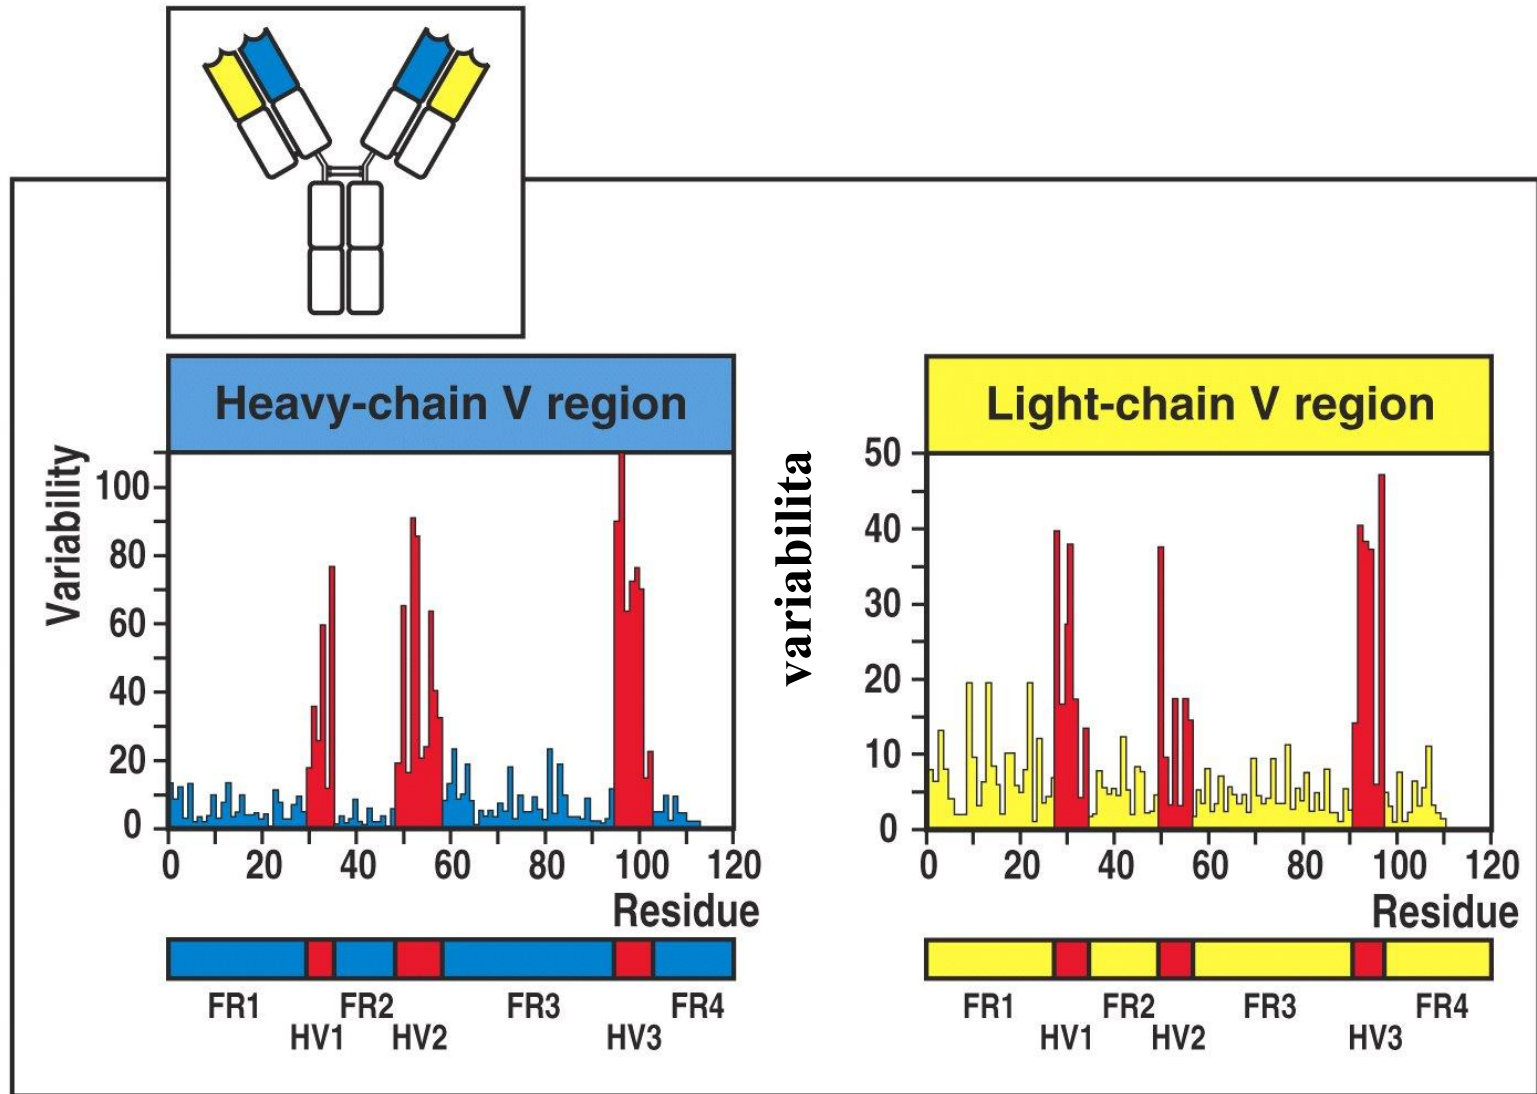 Heavy-chain V region
Variability
100
80
60
40
20
0
0 20 40 60 80 100 120
Residue
FR1 FR2 FR3 FR4
HV1 HV2 HV3
Light-chain V region
variabilita
50
40
30
20
10
0
0 20 40 60 80 100 120
Residue
FR1 FR2 FR3 FR4
HV1 HV2 HV3